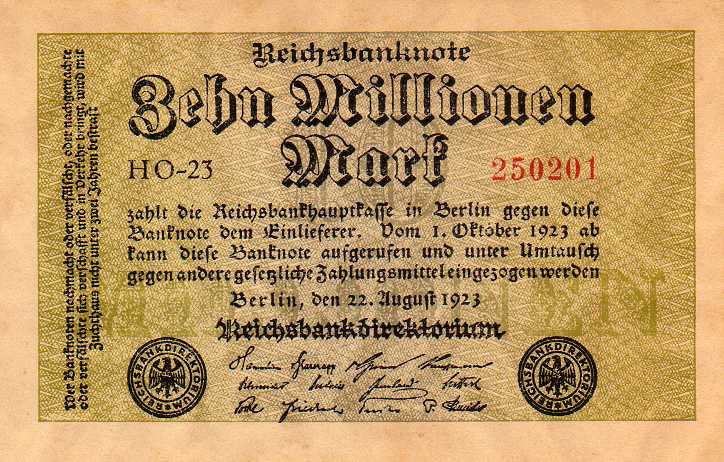 Reichsbanknote
Zehn Millionen
Mark
HO-23
250201
zahlt die Reichsbankhauptkasse in Berlin gegen diese
Banknote dem Einlieferer. Vom 1. Oktober 1923 ab
kann diese Banknote aufgerufen und unter Umtausch
gegen andere gesetzliche Zahlungsmittel eingezogen werden
Berlin, den 22. August 1923
Reichsbankdirektorium
REICHSBANKDIREKTORIUM
REICHSBANKDIREKTORIUM
Wer Banknoten nachmacht oder verfälscht, oder nachgemachte
oder verfälschte sich verschafft und in Verkehr bringt, wird mit
Zuchthaus nicht unter zwei Jahren bestraft